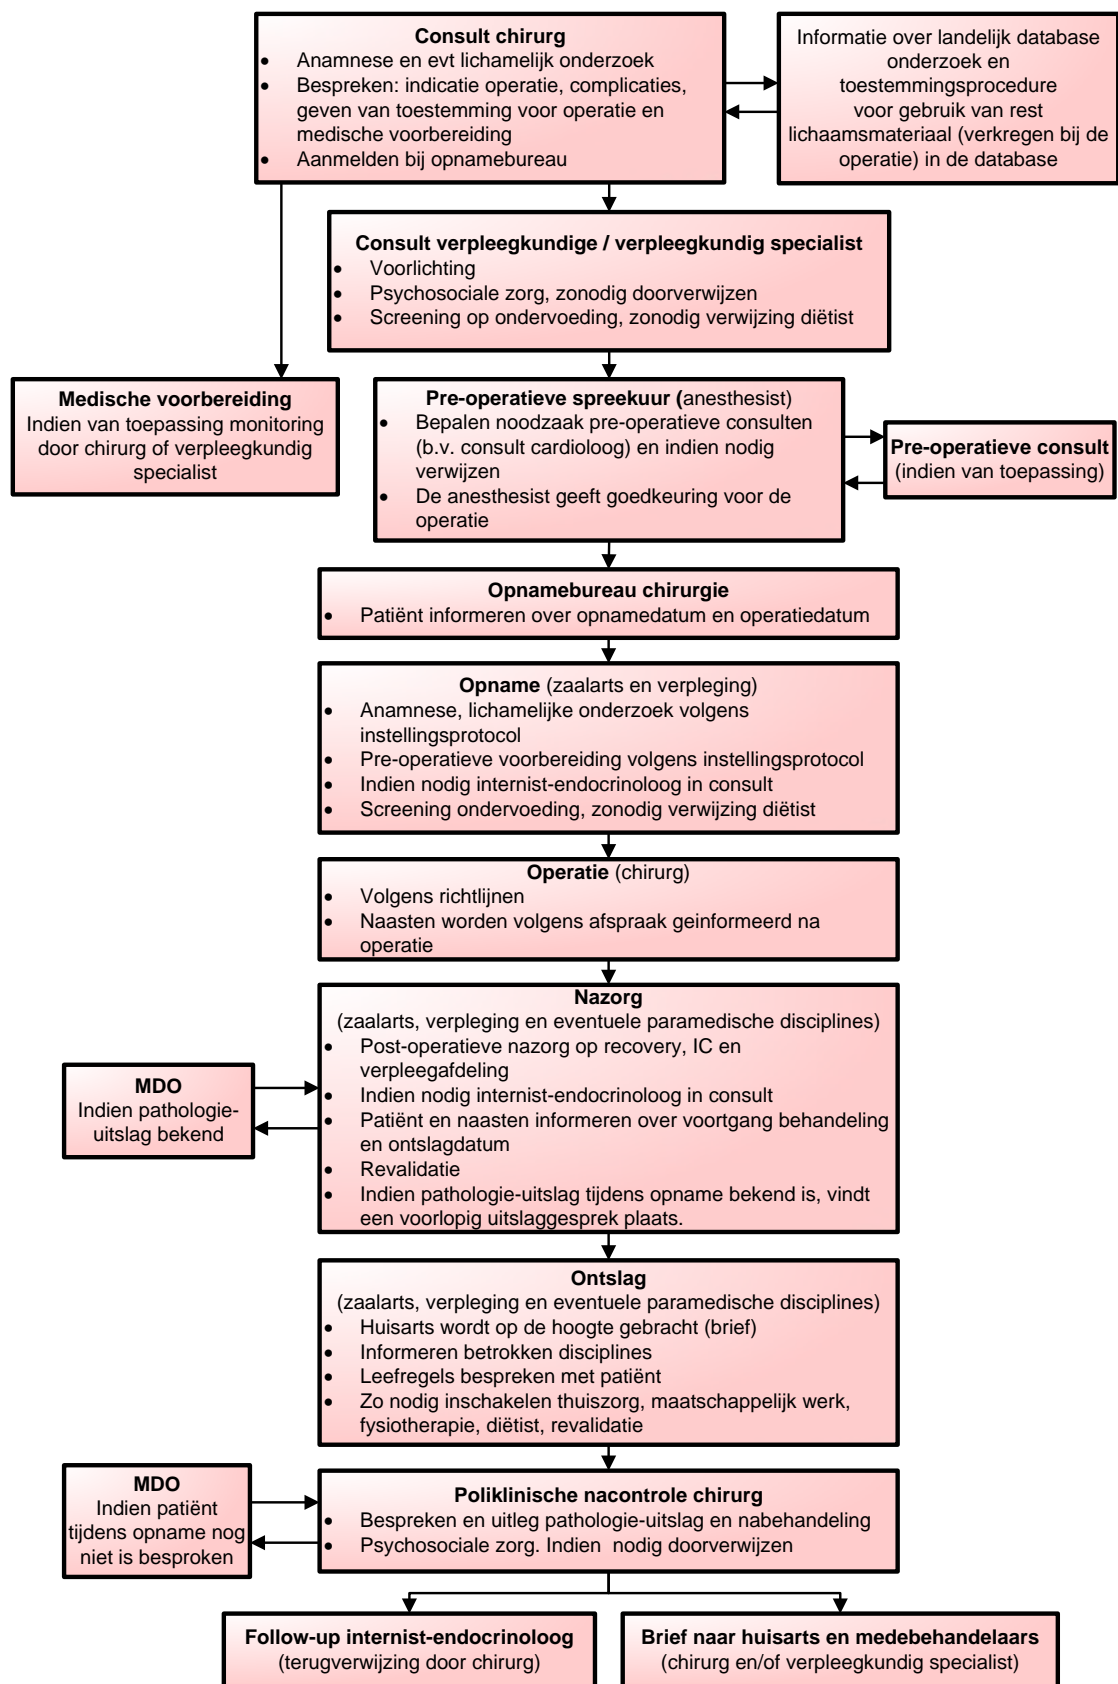 Consult chirurg
• Anamnese en evt lichamelijk onderzoek
• Bespreken: indicatie operatie, complicaties,
geven van toestemming voor operatie en
medische voorbereiding
• Aanmelden bij opnamebureau
Informatie over landelijk database
onderzoek en
toestemmingsprocedure
voor gebruik van rest
lichaamsmateriaal (verkregen bij de
operatie) in de database
Consult verpleegkundige / verpleegkundig specialist
• Voorlichting
• Psychosociale zorg, zonodig doorverwijzen
• Screening op ondervoeding, zonodig verwijzing diëtist
Medische voorbereiding
Indien van toepassing monitoring
door chirurg of verpleegkundig
specialist
Pre-operatieve spreekuur (anesthesist)
• Bepalen noodzaak pre-operatieve consulten
(b.v. consult cardioloog) en indien nodig
verwijzen
• De anesthesist geeft goedkeuring voor de
operatie
Pre-operatieve consult
(indien van toepassing)
Opnamebureau chirurgie
• Patiënt informeren over opnamedatum en operatiedatum
Opname (zaalarts en verpleging)
• Anamnese, lichamelijke onderzoek volgens
instellingsprotocol
• Pre-operatieve voorbereiding volgens instellingsprotocol
• Indien nodig internist-endocrinoloog in consult
• Screening ondervoeding, zonodig verwijzing diëtist
Operatie (chirurg)
• Volgens richtlijnen
• Naasten worden volgens afspraak geinformeerd na
operatie
Nazorg
(zaalarts, verpleging en eventuele paramedische disciplines)
• Post-operatieve nazorg op recovery, IC en
verpleegafdeling
• Indien nodig internist-endocrinoloog in consult
• Patiënt en naasten informeren over voortgang behandeling
en ontslagdatum
• Revalidatie
• Indien pathologie-uitslag tijdens opname bekend is, vindt
een voorlopig uitslaggesprek plaats.
MDO
Indien pathologie-
uitslag bekend
Ontslag
(zaalarts, verpleging en eventuele paramedische disciplines)
• Huisarts wordt op de hoogte gebracht (brief)
• Informeren betrokken disciplines
• Leefregels bespreken met patiënt
• Zo nodig inschakelen thuiszorg, maatschappelijk werk,
fysiotherapie, diëtist, revalidatie
MDO
Indien patiënt
tijdens opname nog
niet is besproken
Poliklinische nacontrole chirurg
• Bespreken en uitleg pathologie-uitslag en nabehandeling
• Psychosociale zorg. Indien nodig doorverwijzen
Follow-up internist-endocrinoloog
(terugverwijzing door chirurg)
Brief naar huisarts en medebehandelaars
(chirurg en/of verpleegkundig specialist)